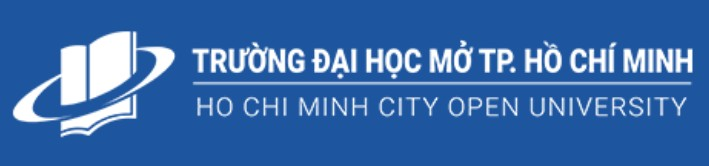 TRƯỜNG ĐẠI HỌC MỞ TP. HỒ CHÍ MINH
HO CHI MINH CITY OPEN UNIVERSITY